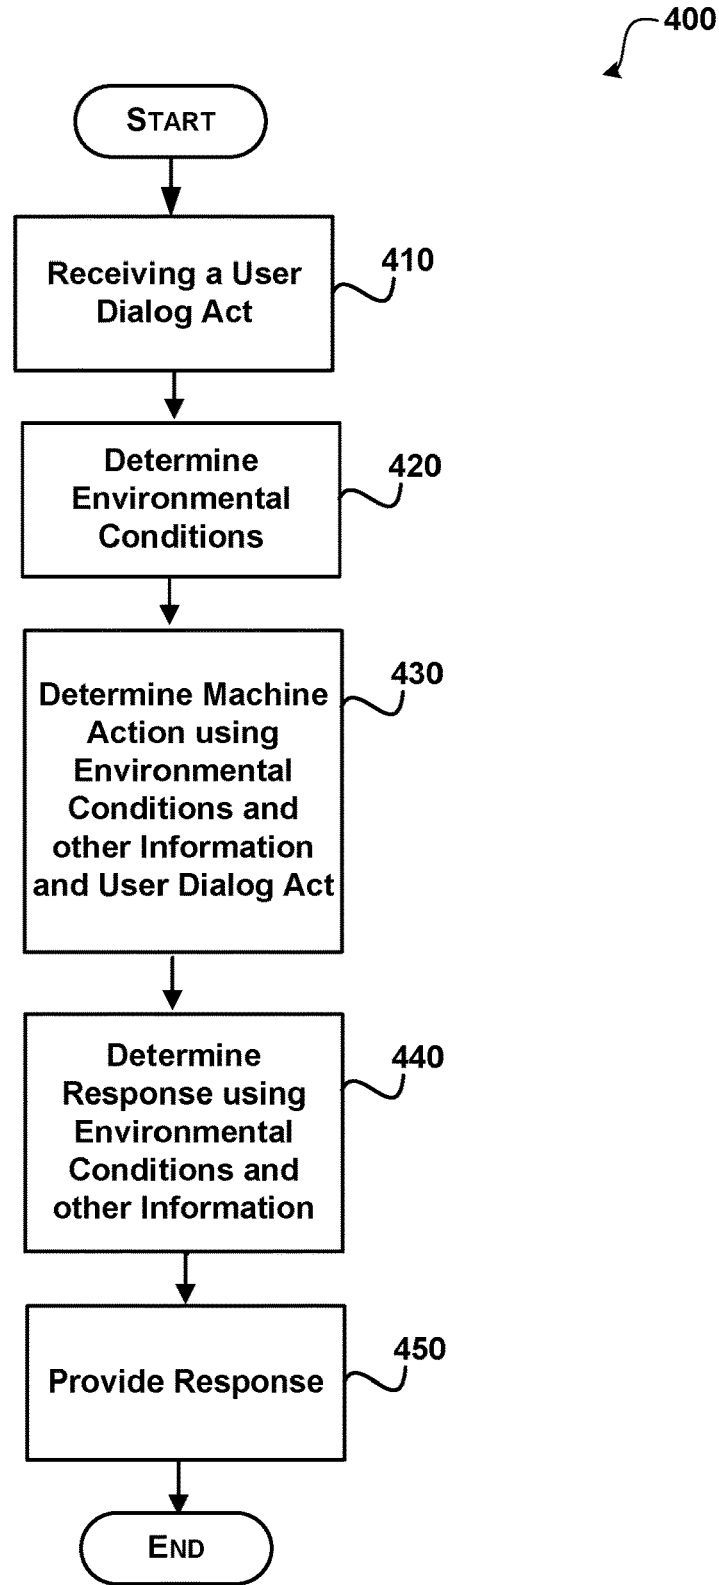 400
START
Receiving a User
Dialog Act
410
Determine
Environmental
Conditions
420
Determine Machine
Action using
Environmental
Conditions and
other Information
and User Dialog Act
430
Determine
Response using
Environmental
Conditions and
other Information
440
Provide Response
450
END